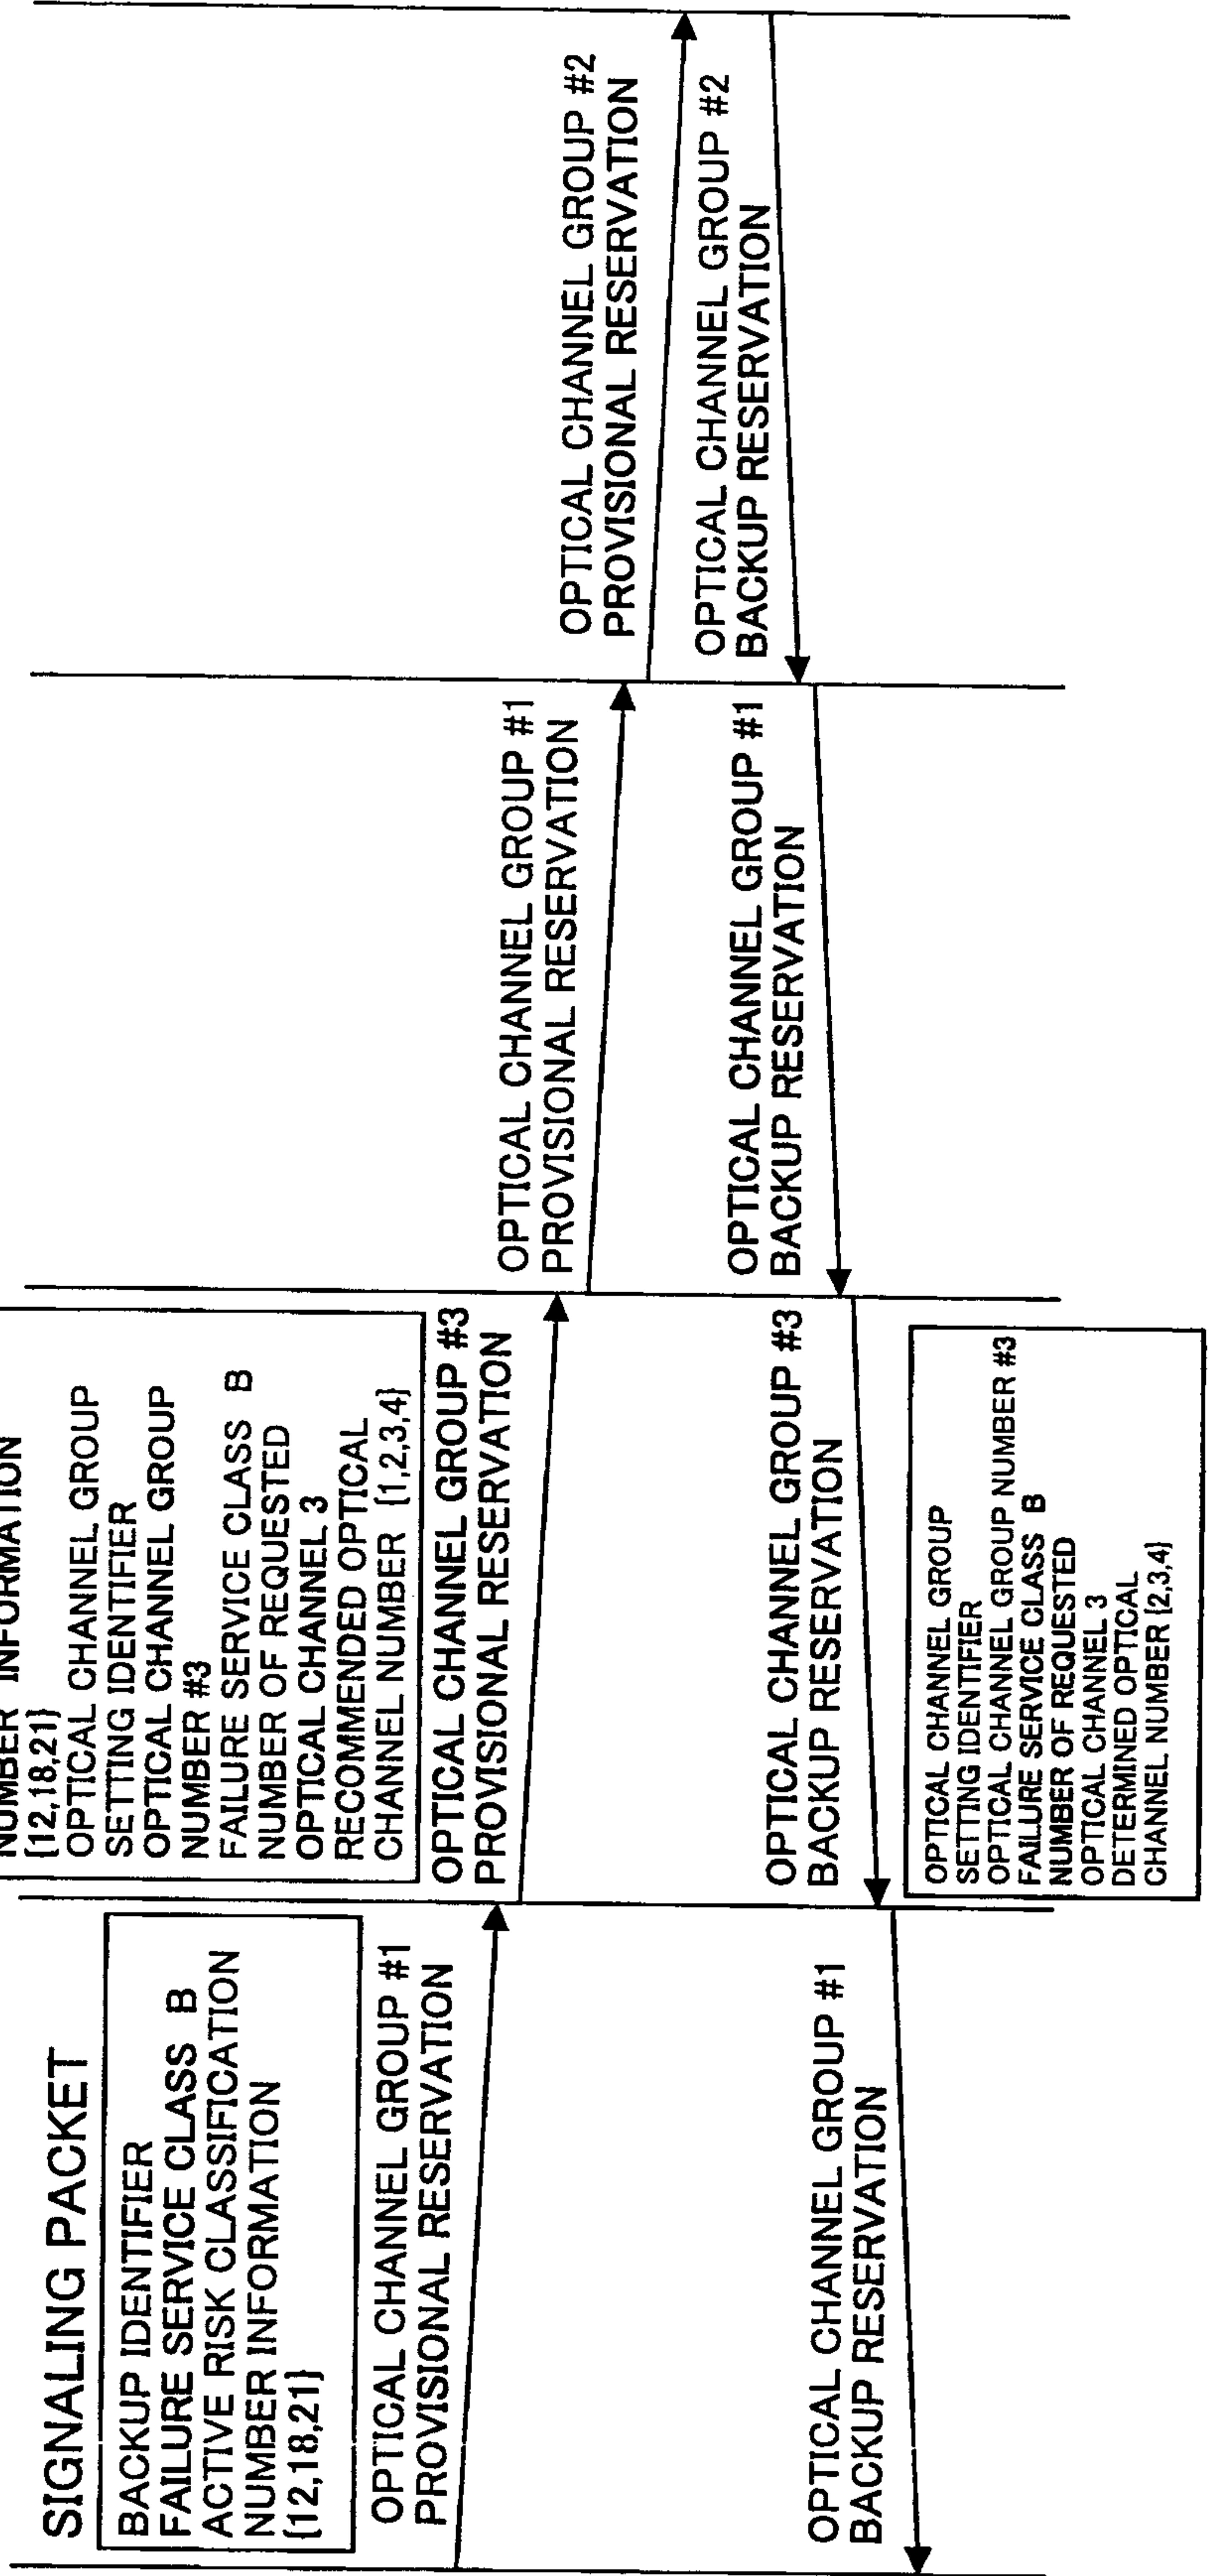 SIGNALING PACKET
BACKUP IDENTIFIER
FAILURE SERVICE CLASS B
ACTIVE RISK CLASSIFICATION
NUMBER INFORMATION
{12,18,21}
OPTICAL CHANNEL GROUP #1
PROVISIONAL RESERVATION
NUMBER INFORMATION
{12,18,21}
OPTICAL CHANNEL GROUP
SETTING IDENTIFIER
OPTICAL CHANNEL GROUP
NUMBER #3
FAILURE SERVICE CLASS B
NUMBER OF REQUESTED
OPTICAL CHANNEL 3
RECOMMENDED OPTICAL
CHANNEL NUMBER {1,2,3,4}
OPTICAL CHANNEL GROUP #3
PROVISIONAL RESERVATION
OPTICAL CHANNEL GROUP #1
PROVISIONAL RESERVATION
OPTICAL CHANNEL GROUP #2
PROVISIONAL RESERVATION
OPTICAL CHANNEL GROUP #2
BACKUP RESERVATION
OPTICAL CHANNEL GROUP #1
BACKUP RESERVATION
OPTICAL CHANNEL GROUP #3
BACKUP RESERVATION
OPTICAL CHANNEL GROUP
SETTING IDENTIFIER
OPTICAL CHANNEL GROUP NUMBER #3
FAILURE SERVICE CLASS B
NUMBER OF REQUESTED
OPTICAL CHANNEL 3
DETERMINED OPTICAL
CHANNEL NUMBER {2,3,4}
OPTICAL CHANNEL GROUP #1
BACKUP RESERVATION